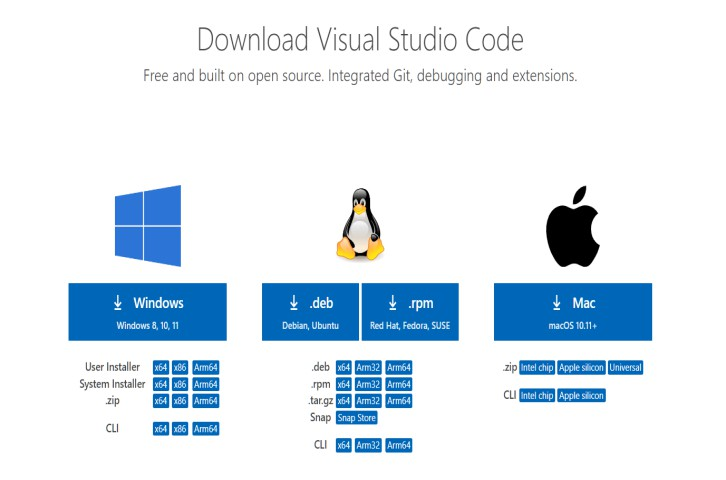 Download Visual Studio Code
Free and built on open source. Integrated Git, debugging and extensions.
Windows
Windows 8, 10, 11
User Installer x64 x86 Arm64
System Installer x64 x86 Arm64
.zip x64 x86 Arm64
CLI x64 x86 Arm64
.deb
Debian, Ubuntu
.rpm
Red Hat, Fedora, SUSE
.deb x64 Arm32 Arm64
.rpm x64 Arm32 Arm64
.tar.gz x64 Arm32 Arm64
Snap Snap Store
CLI x64 Arm32 Arm64
Mac
macOS 10.11+
.zip Intel chip Apple silicon Universal
CLI Intel chip Apple silicon